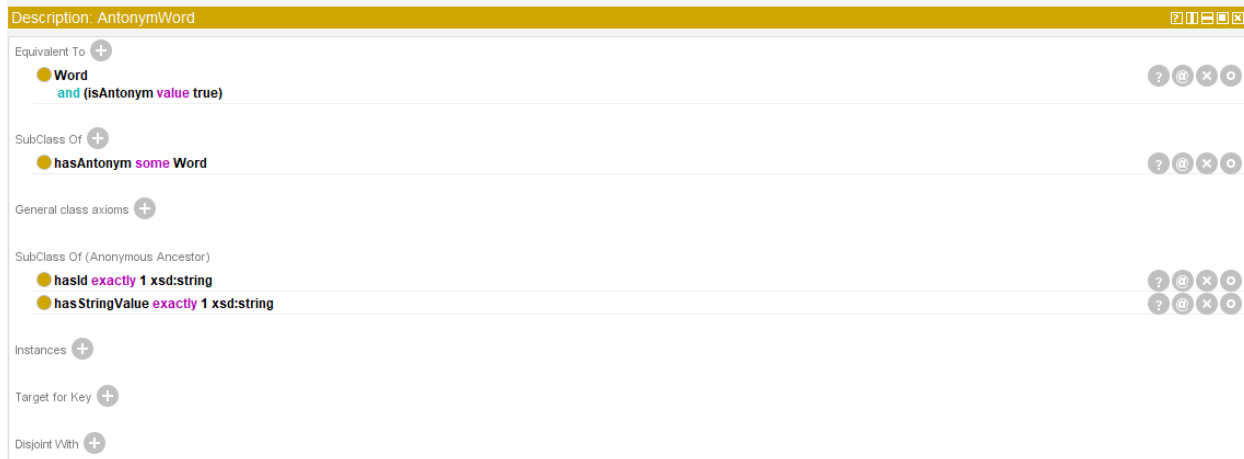 Description: AntonymWord
Equivalent To
Word
and (isAntonym value true)
SubClass Of
hasAntonym some Word
General class axioms
SubClass Of (Anonymous Ancestor)
hasId exactly 1 xsd:string
hasStringValue exactly 1 xsd:string
Instances
Target for Key
Disjoint With